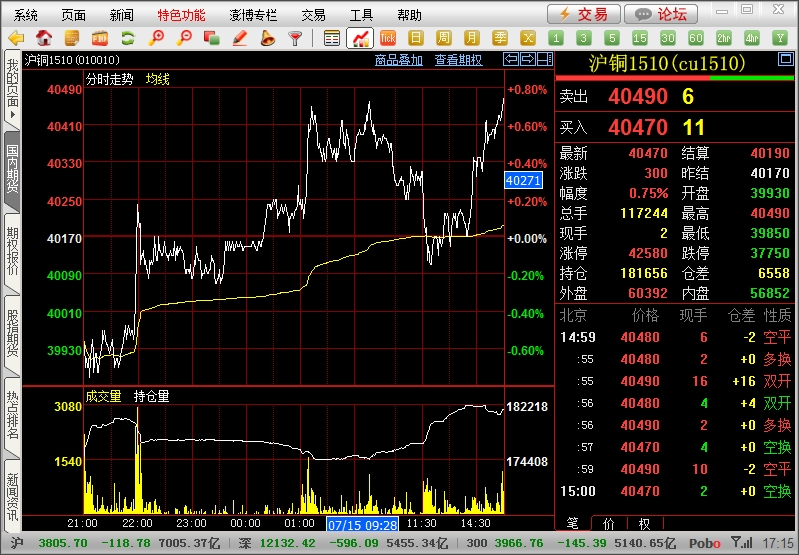 首页 页面 新闻 特色功能 澎博专栏 交易 工具 帮助 交易 论坛
Tick 日 周 月 季 年 X 1 3 5 15 30 60 2hr 4hr Y
我的页面
国内期货
期权报价
股指期货
热点排名
新闻资讯
沪铜1510(010010) 商品叠加 查看期权
分时走势 均线
40490 +0.80%
40410 +0.60%
40330 +0.40%
40271
40250 +0.20%
40170 +0.00%
40090 -0.20%
40010 -0.40%
39930 -0.60%
成交量 持仓量
3080 182218
1540 174408
21:00 22:00 23:00 00:00 01:00 07/15 09:28 11:30 14:30
沪铜1510(cu1510)
卖出 40490 6
买入 40470 11
最新 40470 结算 40190
涨跌 300 昨结 40170
幅度 0.75% 开盘 39930
总手 117244 最高 40490
现手 2 最低 39850
涨停 42580 跌停 37750
持仓 181656 仓差 6558
外盘 60392 内盘 56852
北京 价格 现手 仓差 性质
14:59 40480 6 -2 空平
:55 40480 2 +0 多换
:55 40490 16 +16 双开
:56 40480 4 +4 双开
:56 40490 2 +0 多换
:57 40470 4 +0 空换
:59 40490 10 -2 空平
15:00 40470 2 +0 空换
笔 价 权
沪 3805.70 -118.78 7005.37亿 深 12132.42 -596.09 5455.34亿 300 3966.76 -145.39 5140.65亿 Pobo 17:15